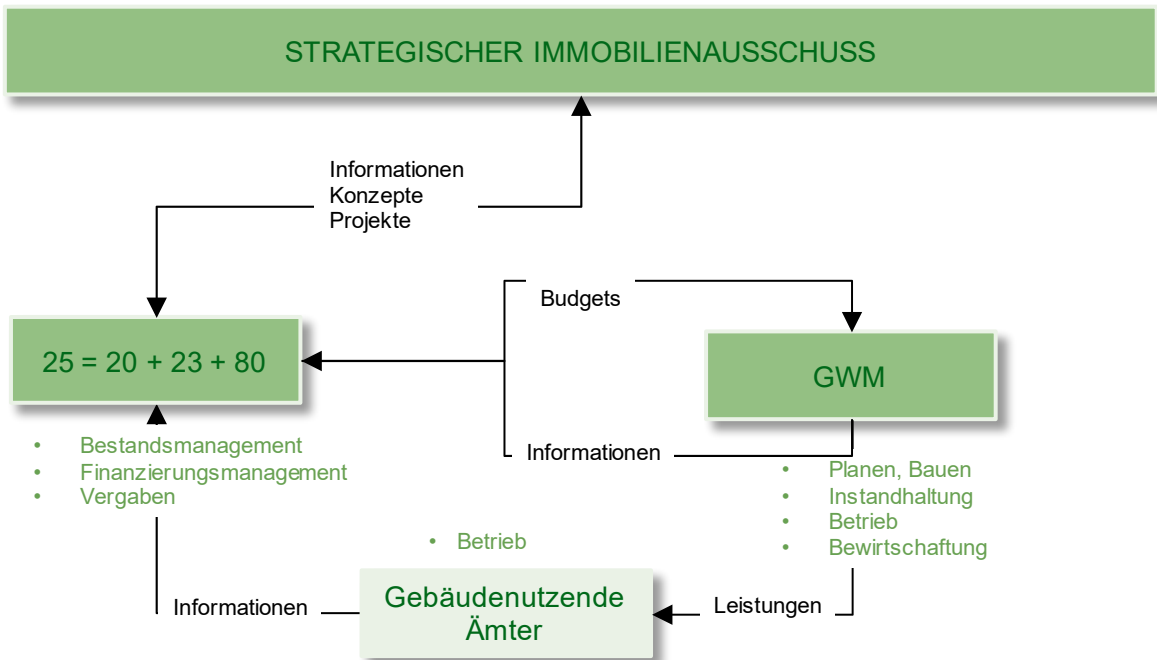 STRATEGISCHER IMMOBILIENAUSSCHUSS
Informationen
Konzepte
Projekte
Budgets
25 = 20 + 23 + 80
GWM
Informationen
• Bestandsmanagement
• Finanzierungsmanagement
• Vergaben
• Planen, Bauen
• Instandhaltung
• Betrieb
• Bewirtschaftung
• Betrieb
Informationen
Gebäudenutzende
Ämter
Leistungen